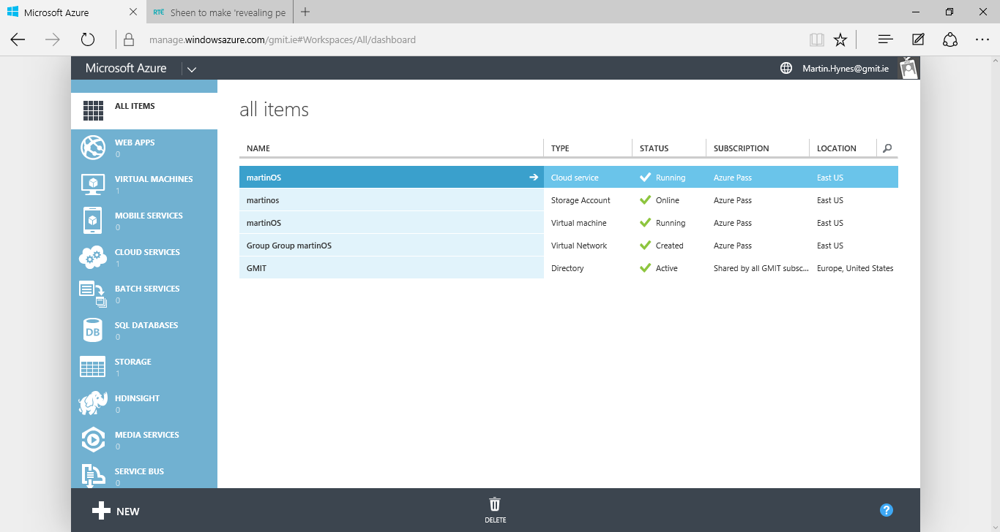 Microsoft Azure
RTÉ Sheen to make 'revealing pe
manage.windowsazure.com/gmit.ie#Workspaces/All/dashboard
Microsoft Azure
Martin.Hynes@gmit.ie
ALL ITEMS
WEB APPS
0
VIRTUAL MACHINES
1
MOBILE SERVICES
0
CLOUD SERVICES
1
BATCH SERVICES
0
DB
SQL DATABASES
0
STORAGE
1
HDINSIGHT
0
MEDIA SERVICES
0
SERVICE BUS
0
all items
NAME TYPE STATUS SUBSCRIPTION LOCATION
martinOS Cloud service Running Azure Pass East US
martinos Storage Account Online Azure Pass East US
martinOS Virtual machine Running Azure Pass East US
Group Group martinOS Virtual Network Created Azure Pass East US
GMIT Directory Active Shared by all GMIT subsc... Europe, United States
NEW
DELETE
?